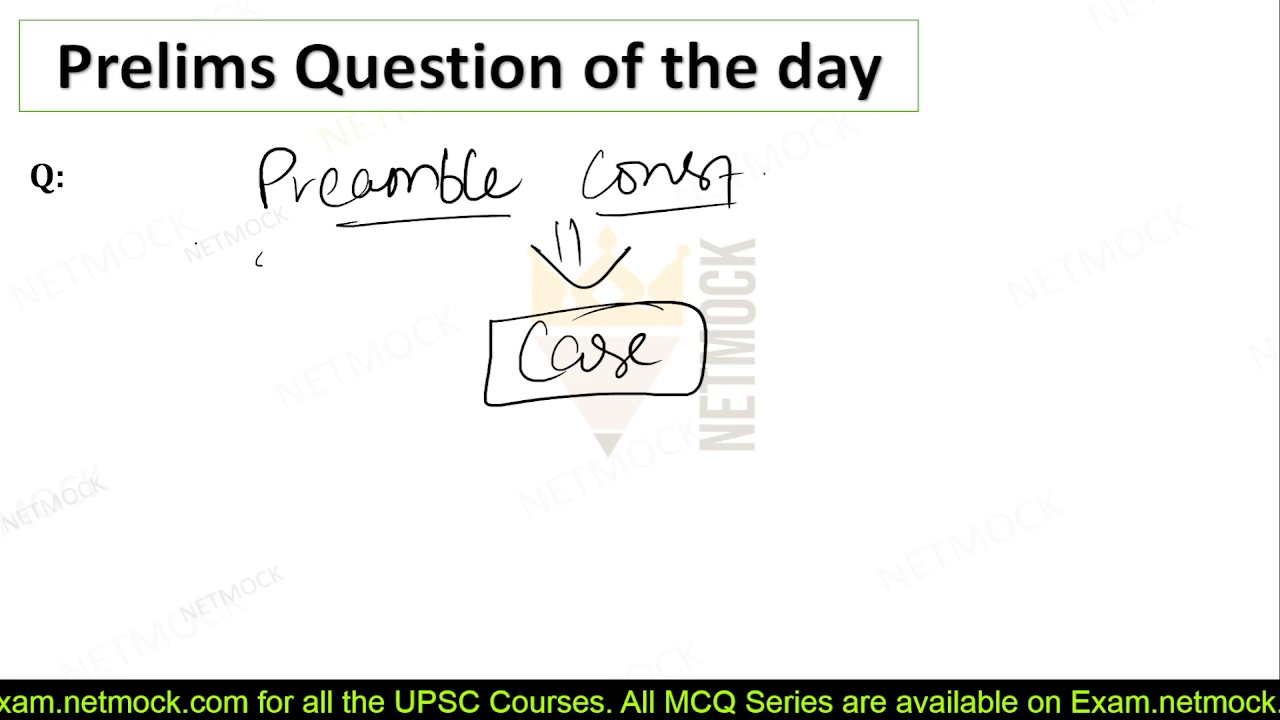 Prelims Question of the day
Q:
Preamble Const
Case
NETMOCK
xam.netmock.com for all the UPSC Courses. All MCQ Series are available on Exam.netmock.